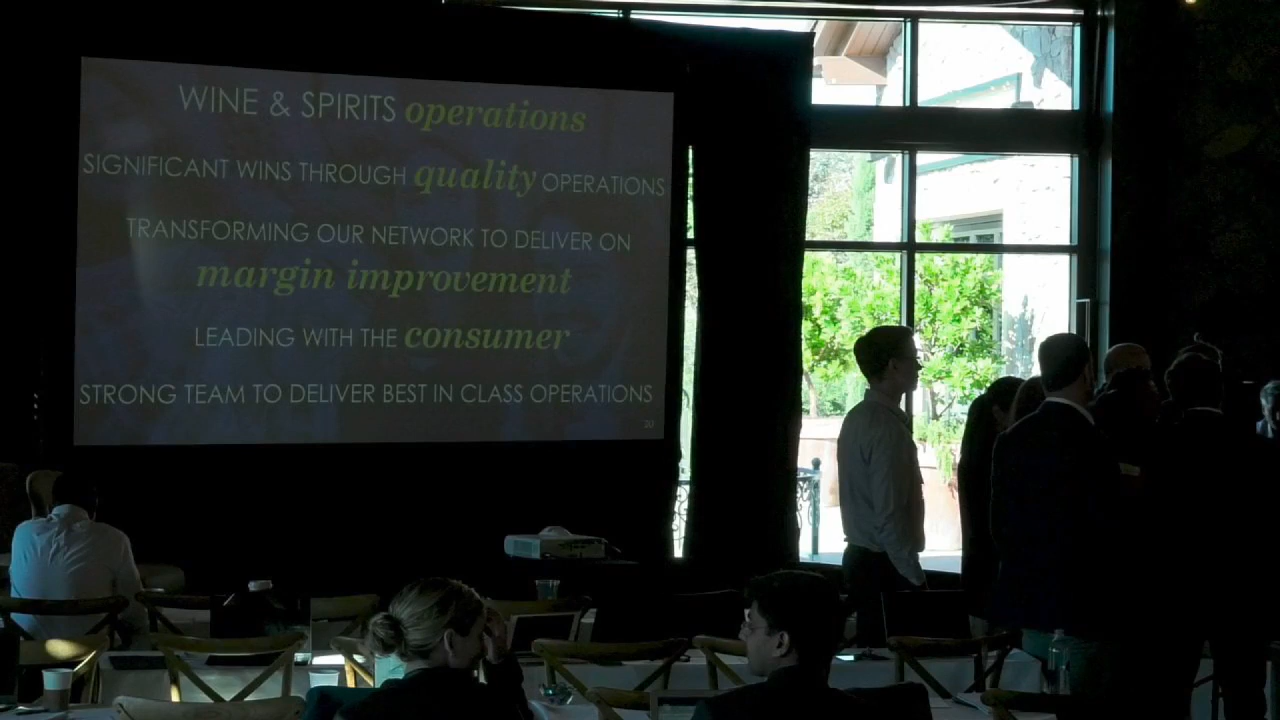 WINE & SPIRITS operations
SIGNIFICANT WINS THROUGH quality OPERATIONS
TRANSFORMING OUR NETWORK TO DELIVER ON
margin improvement
LEADING WITH THE consumer
STRONG TEAM TO DELIVER BEST IN CLASS OPERATIONS
20